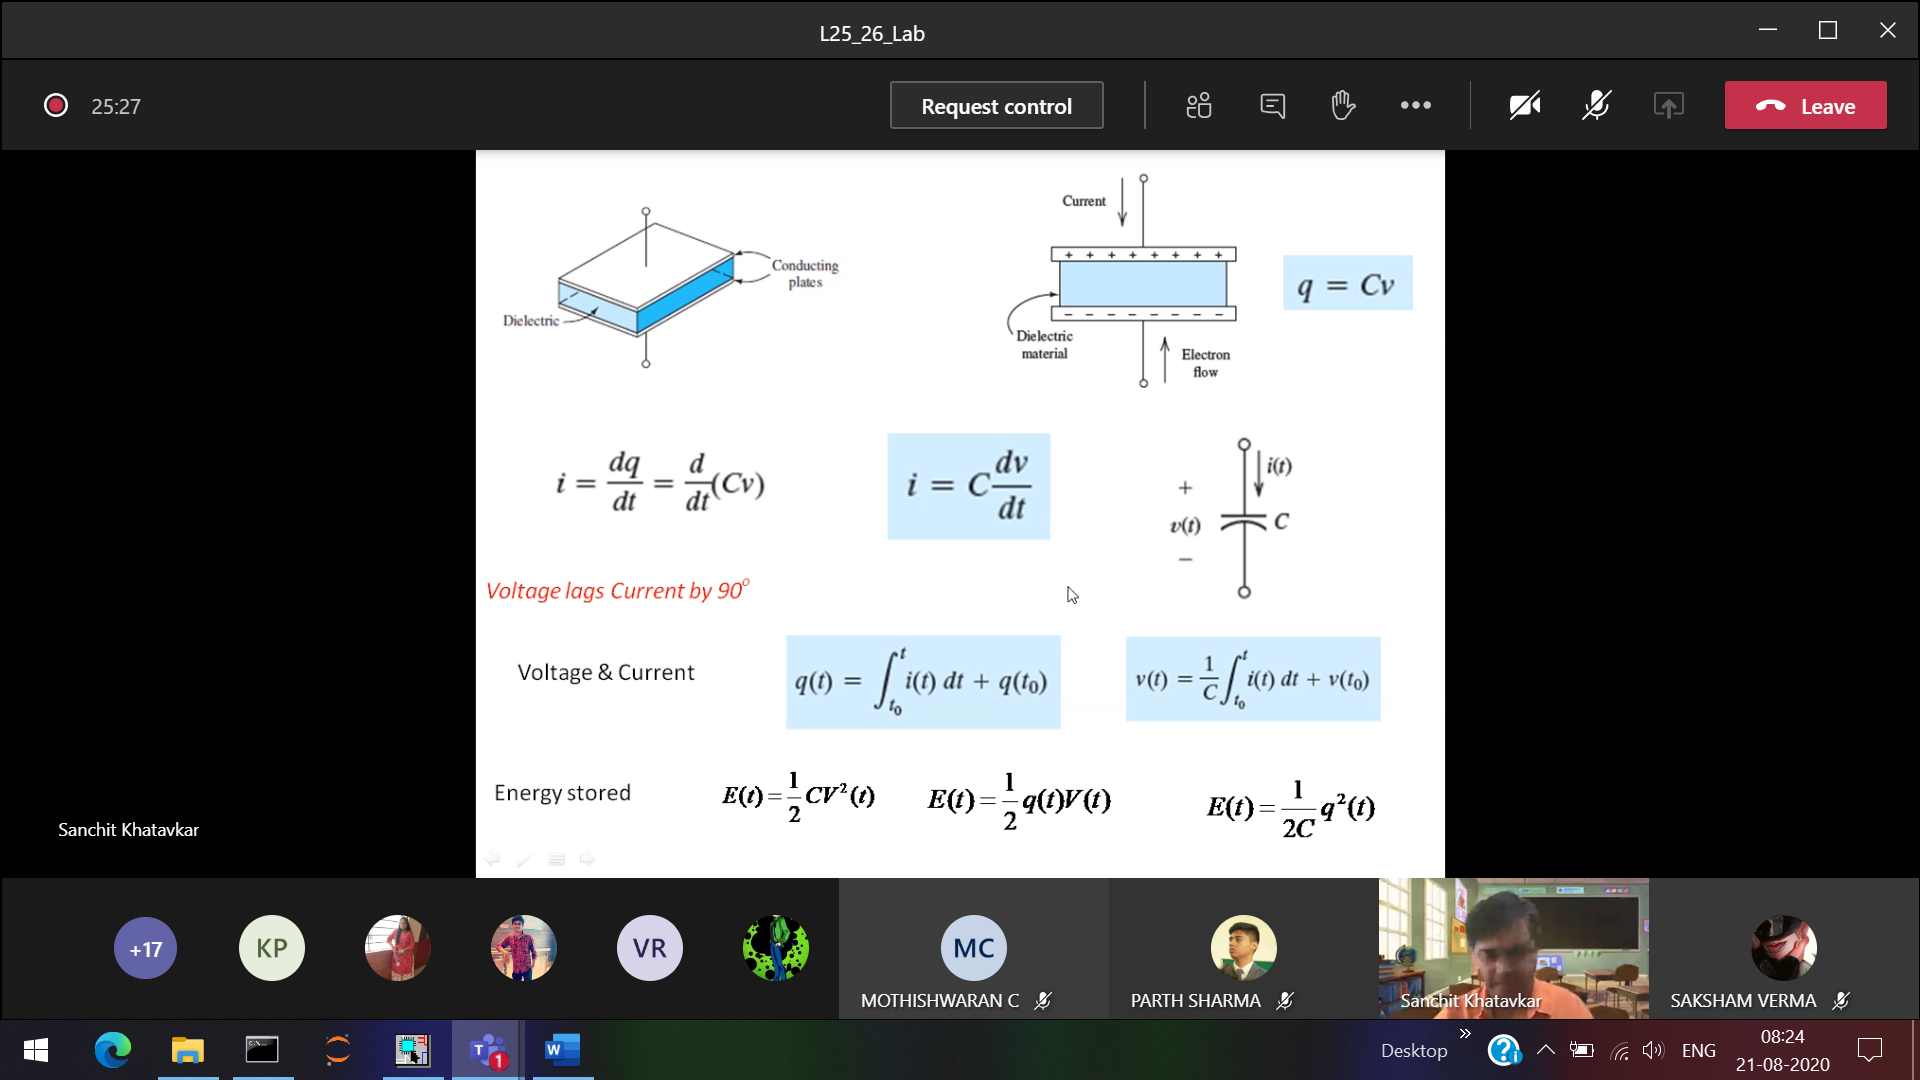 L25_26_Lab
25:27
Request control
Leave
Current
Conducting
plates
Dielectric
+ + + + + + + +
q = Cv
− − − − − − − −
Dielectric
material
Electron
flow
i = dq/dt = d/dt (Cv)
i = C dv/dt
i(t)
+
v(t)
C
−
Voltage lags Current by 90°
Voltage & Current
q(t) = ∫_{t₀}^{t} i(t) dt + q(t₀)
v(t) = 1/C ∫_{t₀}^{t} i(t) dt + v(t₀)
Energy stored
E(t) = 1/2 CV²(t)
E(t) = 1/2 q(t)V(t)
E(t) = 1/2C q²(t)
Sanchit Khatavkar
+17
KP
VR
MC
MOTHISHWARAN C
PARTH SHARMA
Sanchit Khatavkar
SAKSHAM VERMA
T
1
W
Desktop
»
ENG
08:24
21-08-2020